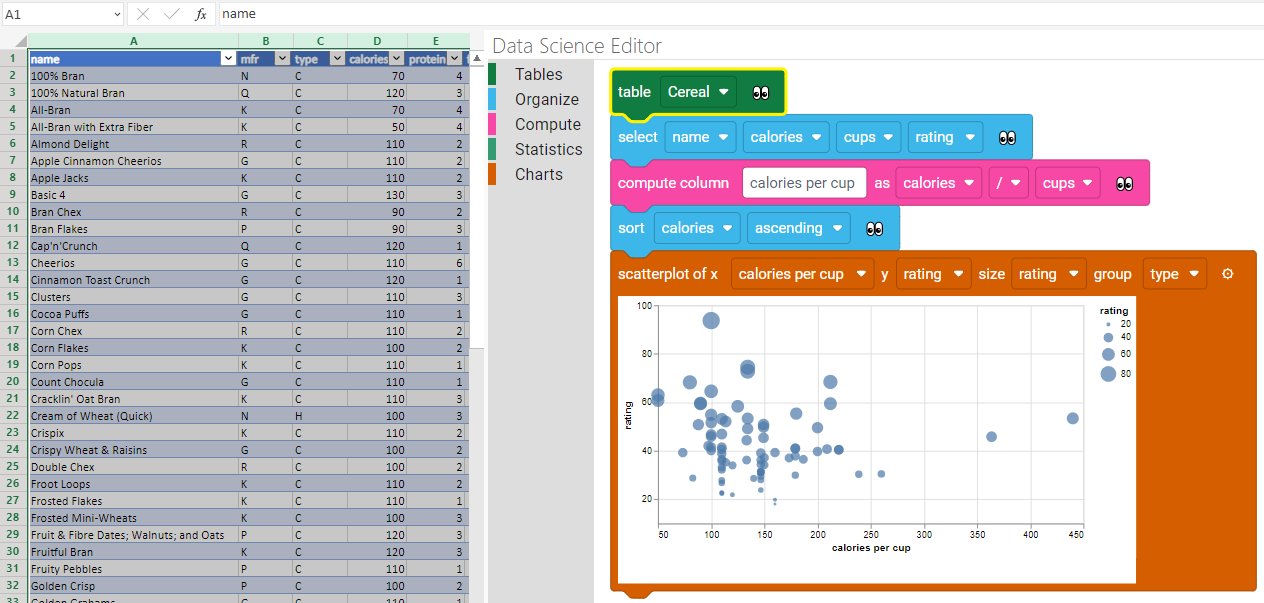 A1 fx name
A B C D E
1 name mfr type calories protein
2 100% Bran N C 70 4
3 100% Natural Bran Q C 120 3
4 All-Bran K C 70 4
5 All-Bran with Extra Fiber K C 50 4
6 Almond Delight R C 110 2
7 Apple Cinnamon Cheerios G C 110 2
8 Apple Jacks K C 110 2
9 Basic 4 G C 130 3
10 Bran Chex R C 90 2
11 Bran Flakes P C 90 3
12 Cap'n'Crunch Q C 120 1
13 Cheerios G C 110 6
14 Cinnamon Toast Crunch G C 120 1
15 Clusters G C 110 3
16 Cocoa Puffs G C 110 1
17 Corn Chex R C 110 2
18 Corn Flakes K C 100 2
19 Corn Pops K C 110 1
20 Count Chocula G C 110 1
21 Cracklin' Oat Bran K C 110 3
22 Cream of Wheat (Quick) N H 100 3
23 Crispix K C 110 2
24 Crispy Wheat & Raisins G C 100 2
25 Double Chex R C 100 2
26 Froot Loops K C 110 2
27 Frosted Flakes K C 110 1
28 Frosted Mini-Wheats K C 100 3
29 Fruit & Fibre Dates; Walnuts; and Oats P C 120 3
30 Fruitful Bran K C 120 3
31 Fruity Pebbles P C 110 1
32 Golden Crisp P C 100 2
33 Golden Grahams G C 110 1
Data Science Editor
Tables
Organize
Compute
Statistics
Charts
table Cereal
select name calories cups rating
compute column calories per cup as calories / cups
sort calories ascending
scatterplot of x calories per cup y rating size rating group type
100
80
60
40
20
rating
50 100 150 200 250 300 350 400 450
calories per cup
rating
20
40
60
80